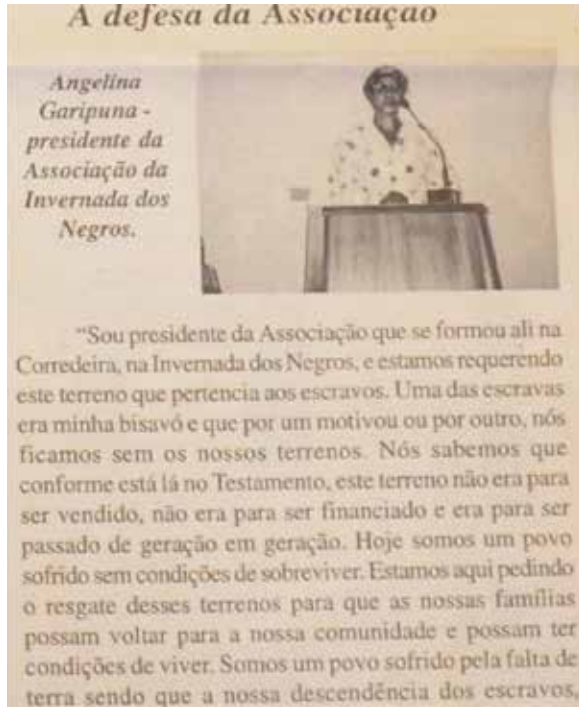 A defesa da Associação
Angelina
Garipuna -
presidente da
Associação da
Invernada dos
Negros.
"Sou presidente da Associação que se formou ali na
Corredeira, na Invernada dos Negros, e estamos requerendo
este terreno que pertencia aos escravos. Uma das escravas
era minha bisavó e que por um motivou ou por outro, nós
ficamos sem os nossos terrenos. Nós sabemos que
conforme está lá no Testamento, este terreno não era para
ser vendido, não era para ser financiado e era para ser
passado de geração em geração. Hoje somos um povo
sofrido sem condições de sobreviver. Estamos aqui pedindo
o resgate desses terrenos para que as nossas famílias
possam voltar para a nossa comunidade e possam ter
condições de viver. Somos um povo sofrido pela falta de
terra sendo que a nossa descendência dos escravos,